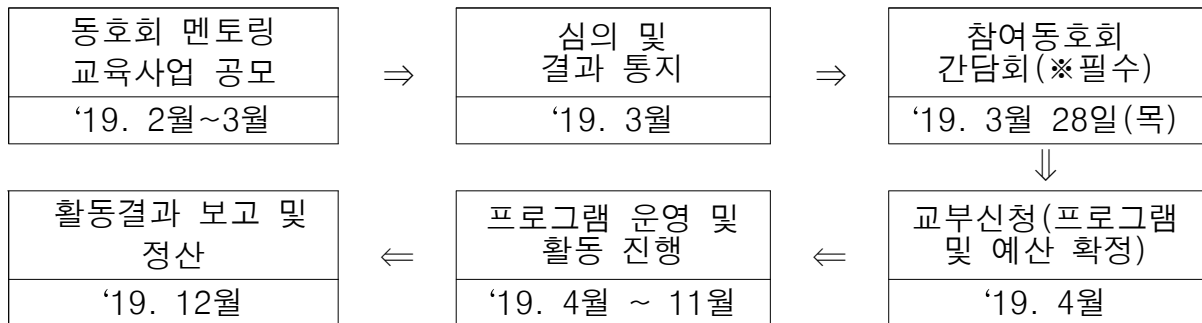 동호회 멘토링
교육사업 공모
‘19. 2월~3월
⇒
심의 및
결과 통지
‘19. 3월
⇒
참여동호회
간담회(※필수)
‘19. 3월 28일(목)
⇓
교부신청(프로그램
및 예산 확정)
‘19. 4월
⇐
프로그램 운영 및
활동 진행
‘19. 4월 ~ 11월
⇐
활동결과 보고 및
정산
‘19. 12월